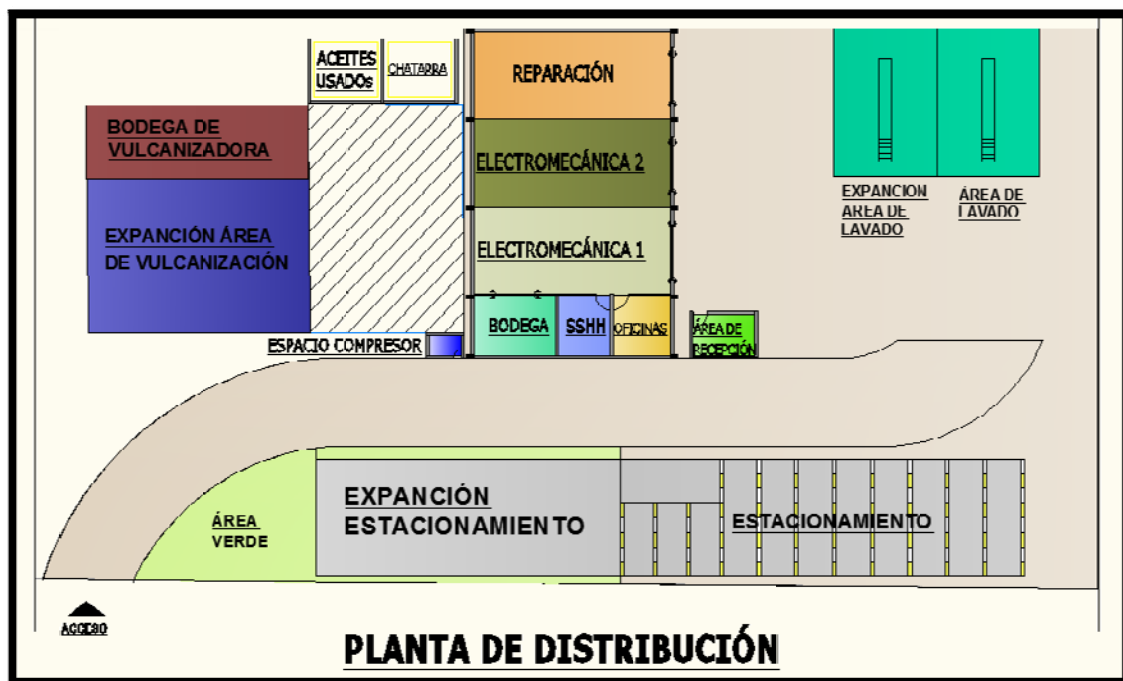 ACEITES
USADOs
CHATARRA
REPARACIÓN
BODEGA DE
VULCANIZADORA
ELECTROMECÁNICA 2
EXPANCION
AREA DE
LAVADO
ÁREA DE
LAVADO
EXPANCIÓN ÁREA
DE VULCANIZACIÓN
ELECTROMECÁNICA 1
BODEGA
SSHH
OFICINAS
ÁREA DE
RECEPCIÓN
ESPACIO COMPRESOR
EXPANCIÓN
ESTACIONAMIENTO
ÁREA
VERDE
ESTACIONAMIENTO
ACCESO
PLANTA DE DISTRIBUCIÓN